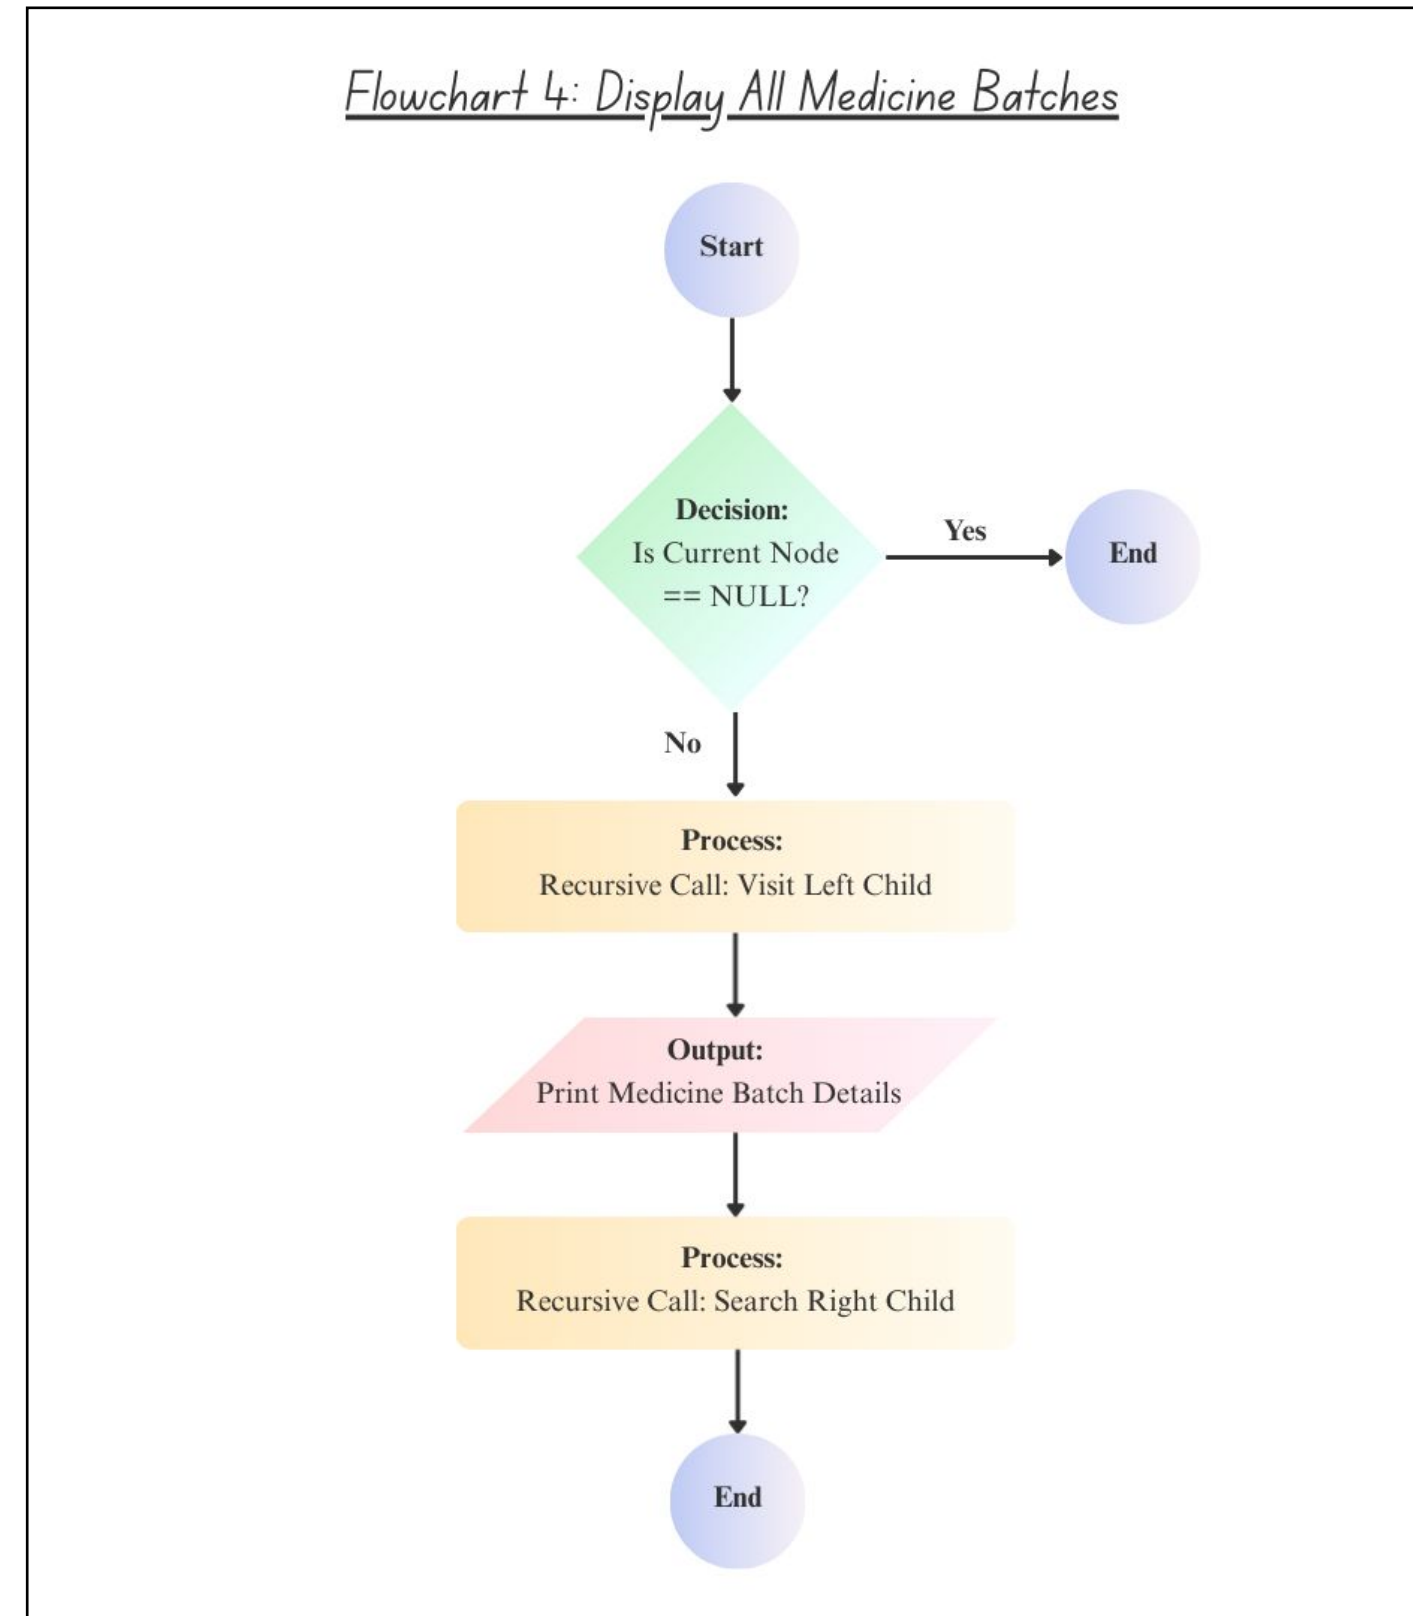 Flowchart 4: Display All Medicine Batches
Start
Decision:
Is Current Node
== NULL?
Yes
End
No
Process:
Recursive Call: Visit Left Child
Output:
Print Medicine Batch Details
Process:
Recursive Call: Search Right Child
End